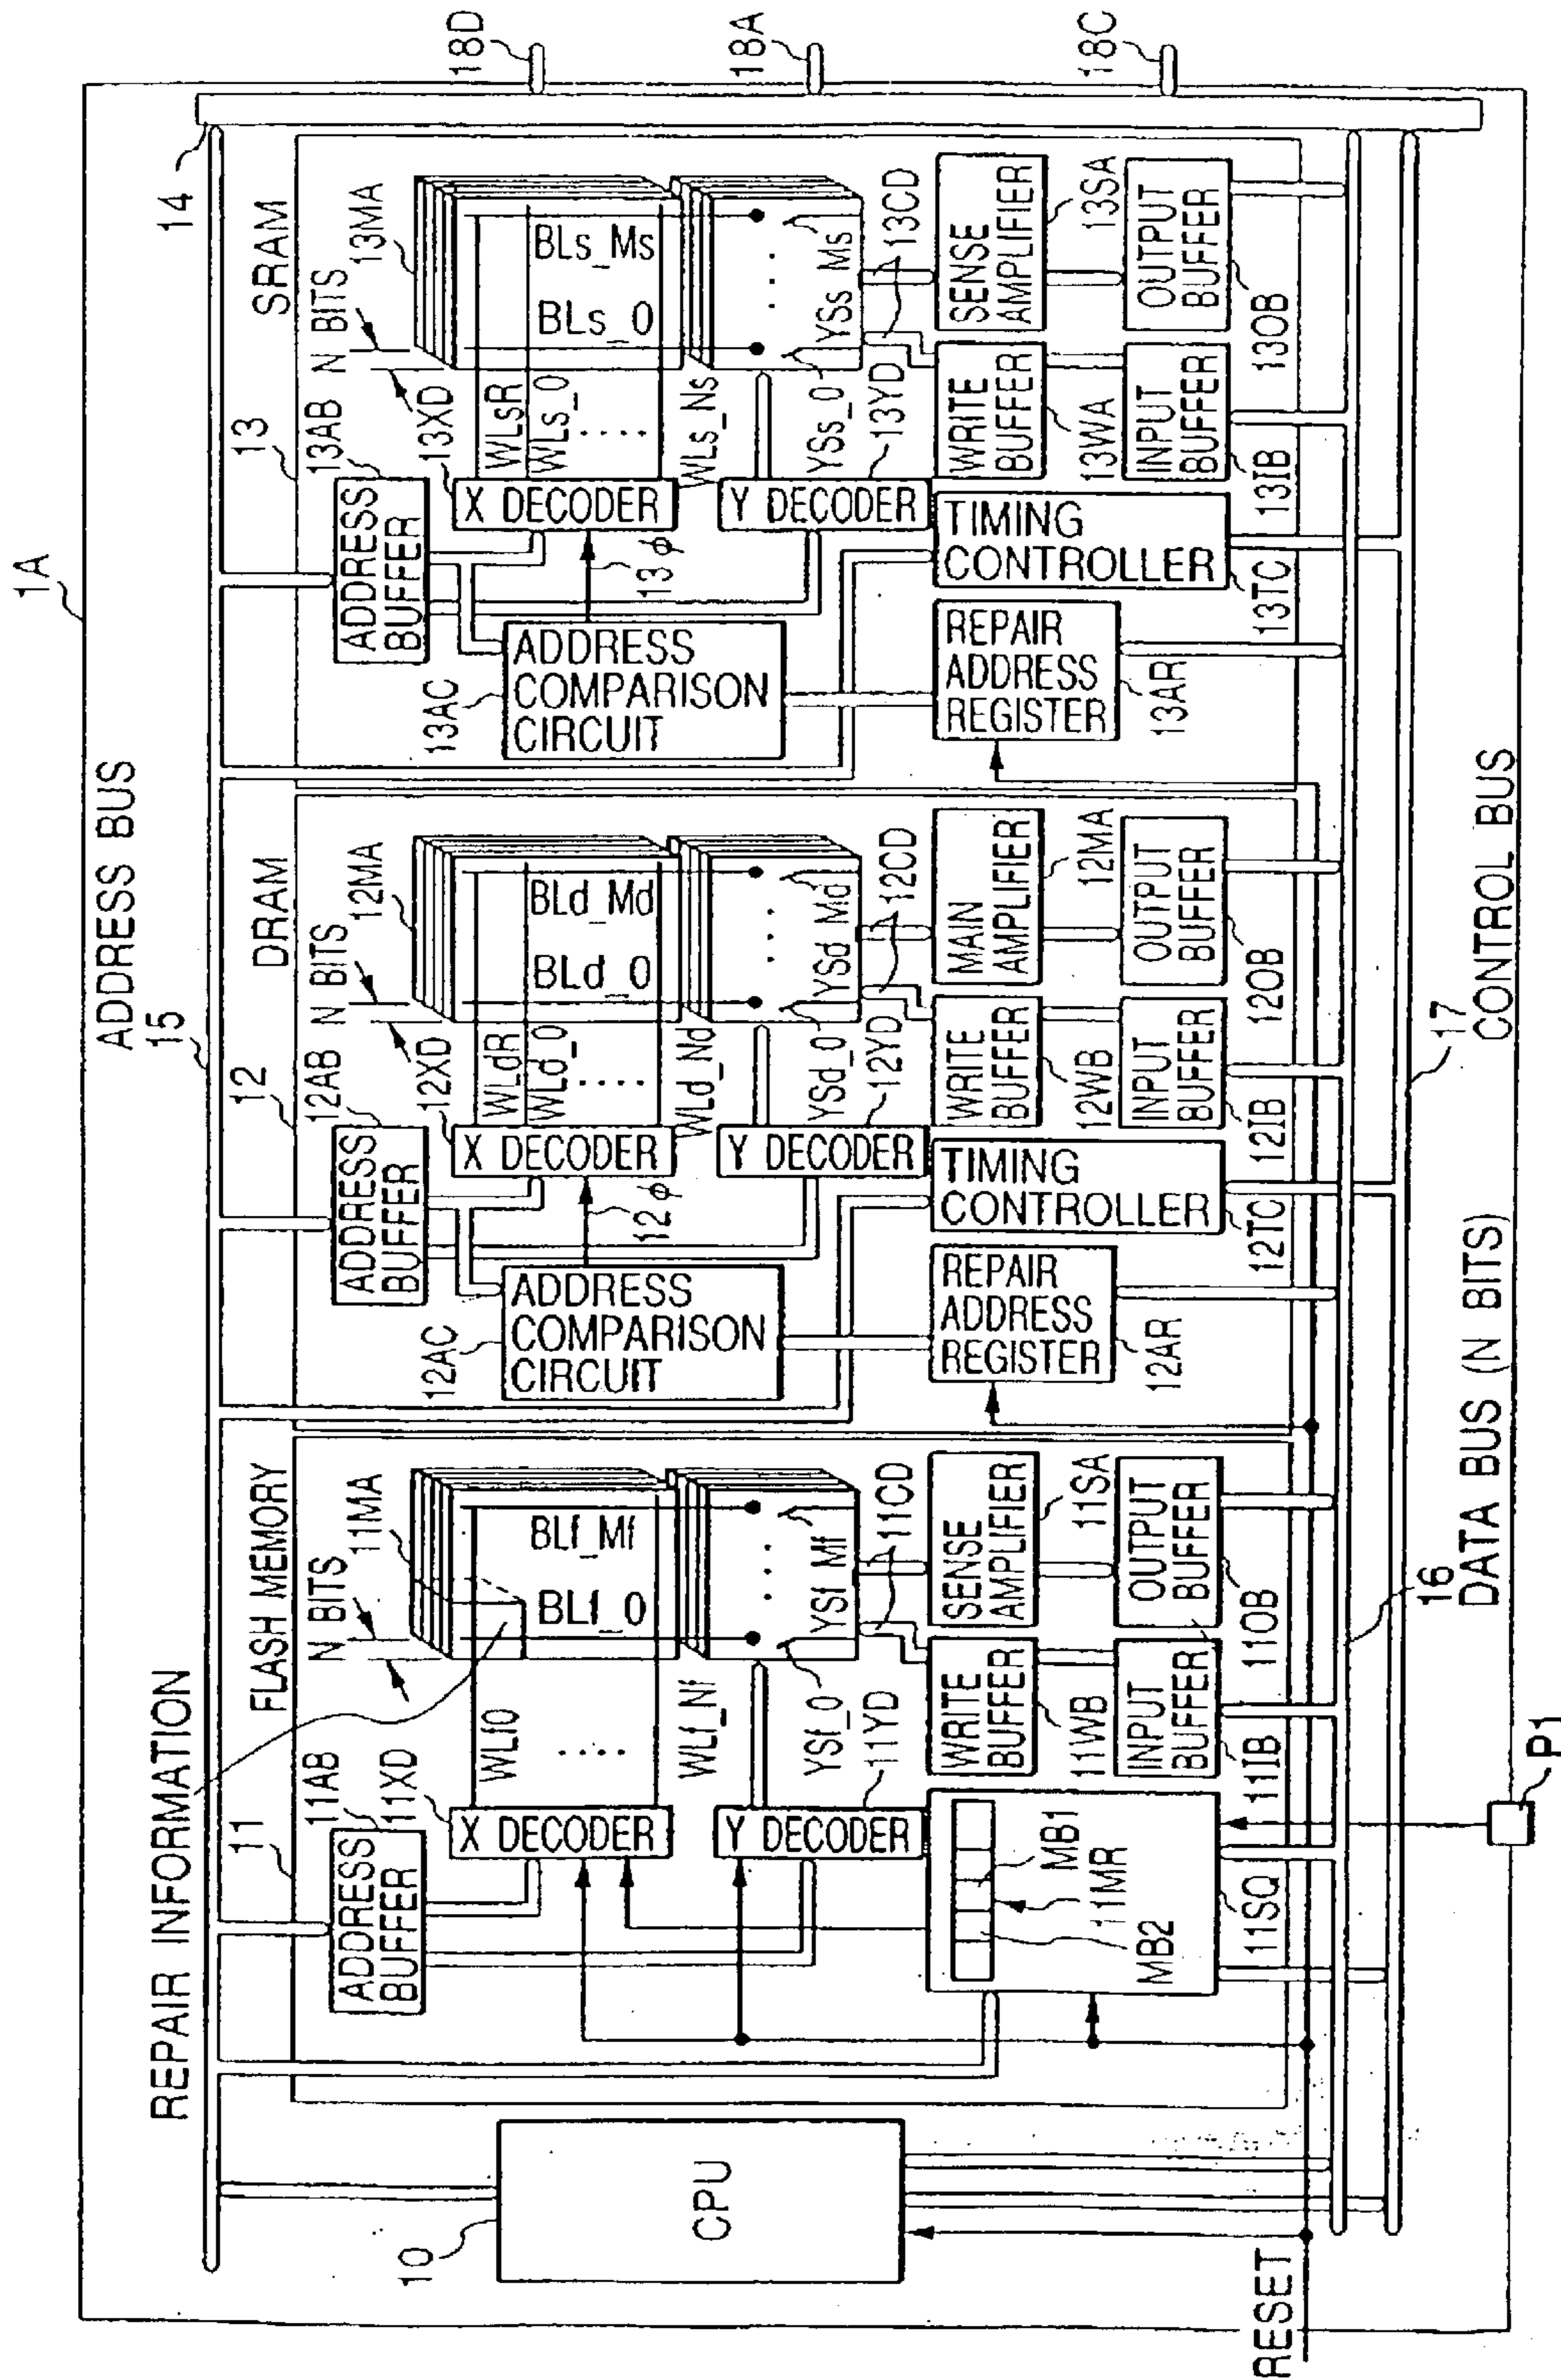 1A
ADDRESS BUS
15
14
REPAIR INFORMATION
10
CPU
11
FLASH MEMORY
11AB
ADDRESS
BUFFER
11XD
X DECODER
N BITS
11MA
WLf0
....
WLf_Nf
BLf_0
BLf_Mf
11YD
Y DECODER
YSf_0
...
YSf_Mf
11CD
MB1
11MR
MB2
11SQ
WRITE
BUFFER
11WB
SENSE
AMPLIFIER
11SA
INPUT
BUFFER
11IB
OUTPUT
BUFFER
11OB
12
DRAM
12AB
ADDRESS
BUFFER
12XD
X DECODER
N BITS
12MA
WLdR
WLd_0
....
WLd_Nd
BLd_0
BLd_Md
12AC
ADDRESS
COMPARISON
CIRCUIT
12φ
Y DECODER
YSd_0
12YD
...
YSd_Md
12CD
REPAIR
ADDRESS
REGISTER
12AR
TIMING
CONTROLLER
12TC
WRITE
BUFFER
12WB
MAIN
AMPLIFIER
12MA
INPUT
BUFFER
12IB
OUTPUT
BUFFER
12OB
13
SRAM
13AB
ADDRESS
BUFFER
13XD
X DECODER
N BITS
13MA
WLsR
WLs_0
....
WLs_Ns
BLs_0
BLs_Ms
13AC
ADDRESS
COMPARISON
CIRCUIT
13φ
Y DECODER
YSs_0
13YD
...
YSs_Ms
13CD
REPAIR
ADDRESS
REGISTER
13AR
TIMING
CONTROLLER
13TC
WRITE
BUFFER
13WA
SENSE
AMPLIFIER
13SA
INPUT
BUFFER
13IB
OUTPUT
BUFFER
13OB
18D
18A
18C
RESET
P1
16
DATA BUS (N BITS)
17
CONTROL BUS